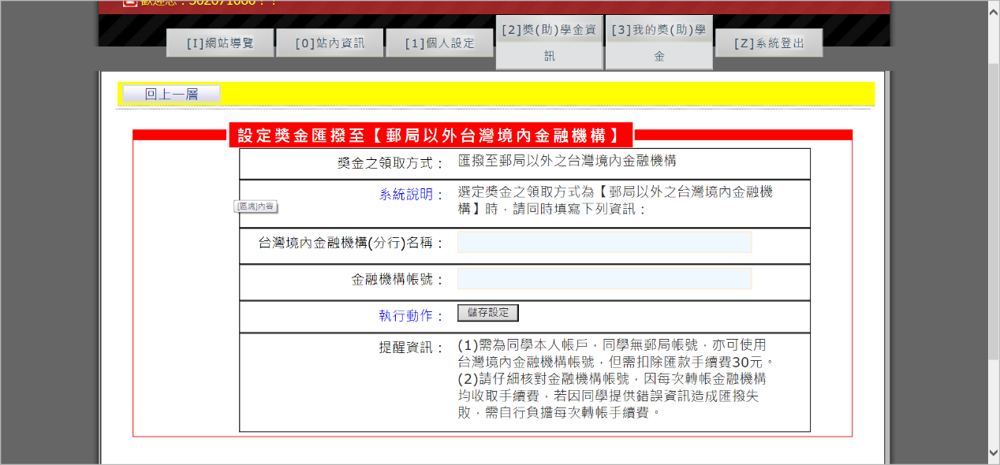 [I]網站導覽
[0]站內資訊
[1]個人設定
[2]獎(助)學金資
訊
[3]我的獎(助)學
金
[Z]系統登出
回上一層
設定獎金匯撥至【郵局以外台灣境內金融機構】
獎金之領取方式：
匯撥至郵局以外之台灣境內金融機構
系統說明：
選定獎金之領取方式為【郵局以外之台灣境內金融機
構】時，請同時填寫下列資訊：
[區塊]內容
台灣境內金融機構(分行)名稱：
金融機構帳號：
執行動作：
儲存設定
提醒資訊：
(1)需為同學本人帳戶，同學無郵局帳號，亦可使用
台灣境內金融機構帳號，但需扣除匯款手續費30元。
(2)請仔細核對金融機構帳號，因每次轉帳金融機構
均收取手續費，若因同學提供錯誤資訊造成匯撥失
敗，需自行負擔每次轉帳手續費。